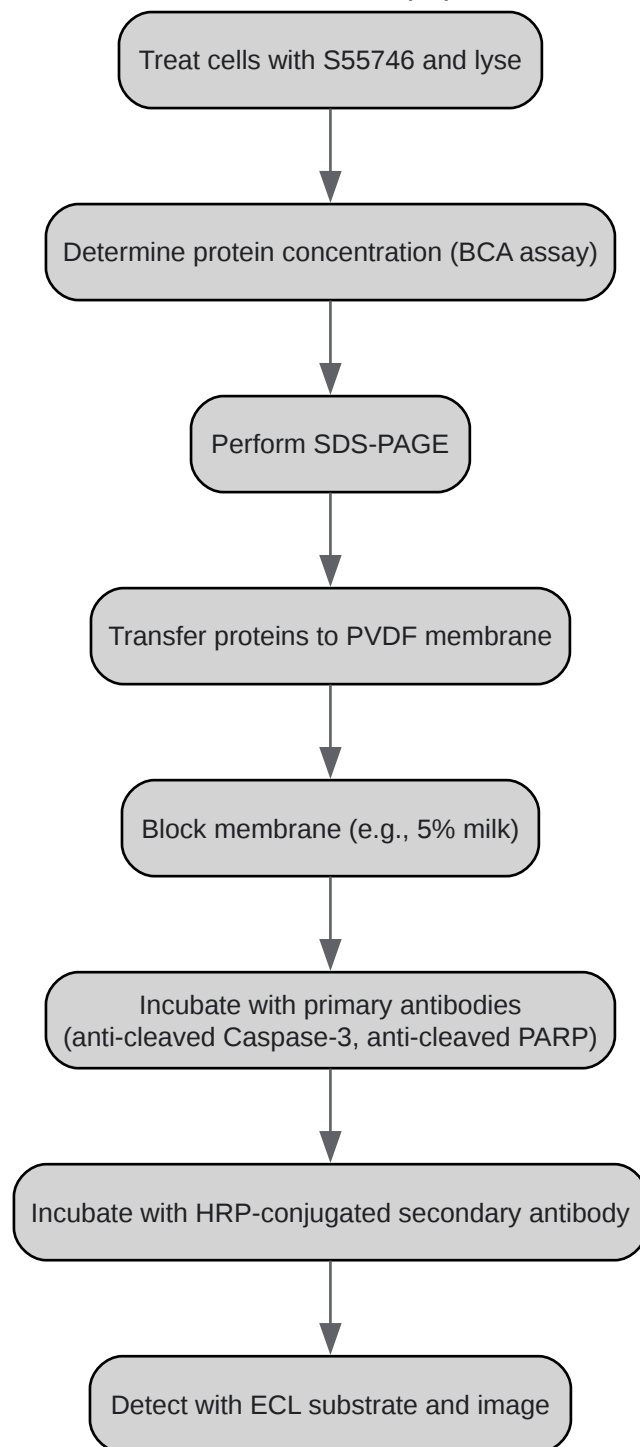 Treat cells with S55746 and lyse
Determine protein concentration (BCA assay)
Perform SDS-PAGE
Transfer proteins to PVDF membrane
Block membrane (e.g., 5% milk)
Incubate with primary antibodies
(anti-cleaved Caspase-3, anti-cleaved PARP)
Incubate with HRP-conjugated secondary antibody
Detect with ECL substrate and image